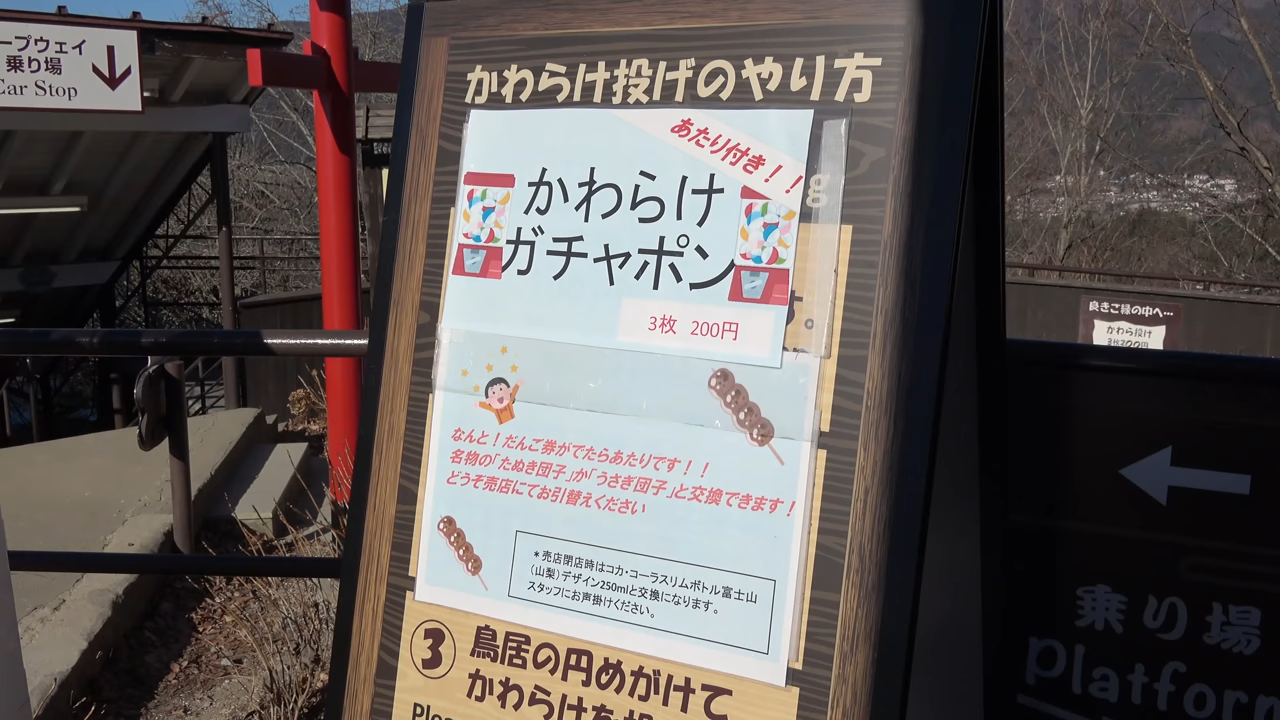 ープウェイ
乗り場
Car Stop
かわらけ投げのやり方
あたり付き！！
かわらけ
ガチャポン
3枚 200円
なんと！だんご券がでたらあたりです！！
名物の「たぬき団子」か「うさぎ団子」と交換できます！
どうぞ売店にてお引替えください
＊売店閉店時はコカ・コーラスリムボトル富士山
（山梨）デザイン250mlと交換になります。
スタッフにお声掛けください。
③ 鳥居の円めがけて
かわらけを投
良きご縁の中へ…
かわら投け
3枚200円
乗り場
Platform